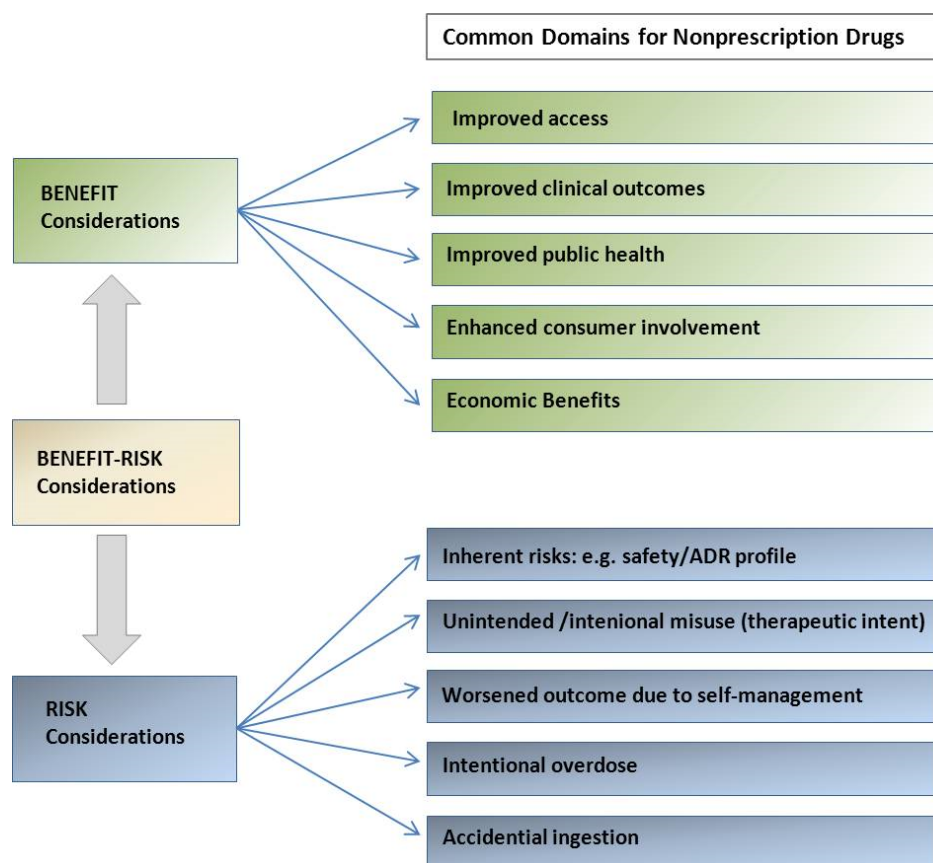 Common Domains for Nonprescription Drugs
Improved access
BENEFIT
Considerations
Improved clinical outcomes
Improved public health
Enhanced consumer involvement
Economic Benefits
BENEFIT-RISK
Considerations
Inherent risks: e.g. safety/ADR profile
Unintended /intenional misuse (therapeutic intent)
RISK
Considerations
Worsened outcome due to self-management
Intentional overdose
Accidential ingestion